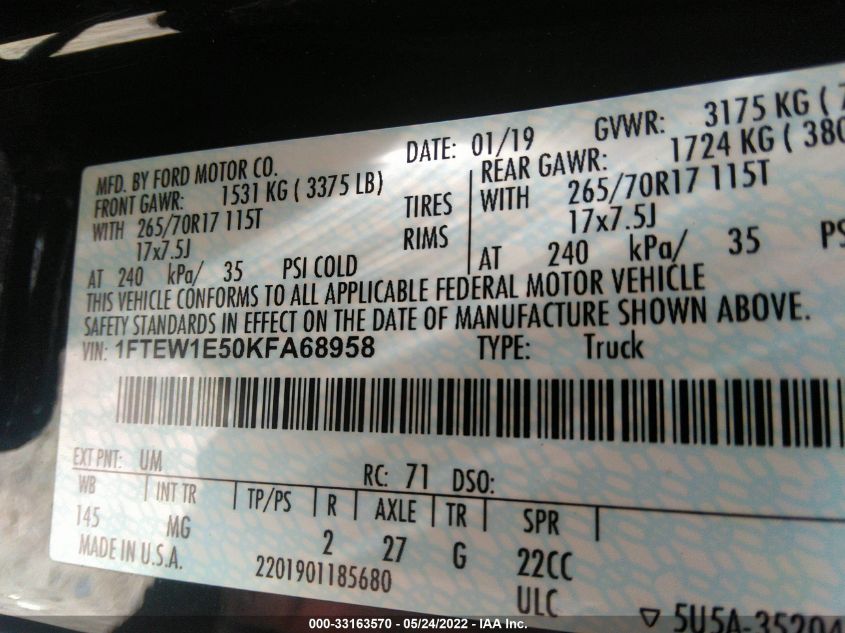 MFD. BY FORD MOTOR CO. DATE: 01/19 GVWR: 3175 KG (
FRONT GAWR: 1531 KG ( 3375 LB) REAR GAWR: 1724 KG (
WITH 265/70R17 115T TIRES WITH 265/70R17 115T
17x7.5J RIMS 17x7.5J
AT 240 kPa/ 35 PSI COLD AT 240 kPa/ 35
THIS VEHICLE CONFORMS TO ALL APPLICABLE FEDERAL MOTOR VEHICLE
SAFETY STANDARDS IN EFFECT ON THE DATE OF MANUFACTURE SHOWN ABOVE.
VIN: 1FTEW1E50KFA68958 TYPE: Truck
EXT PNT: UM RC: 71 DSO:
WB INT TR TP/PS R AXLE TR SPR
145 MG 2 27 G 22CC
MADE IN U.S.A. 2201901185680 ULC
5U5A-35204
000-33163570 - 05/24/2022 - IAA Inc.